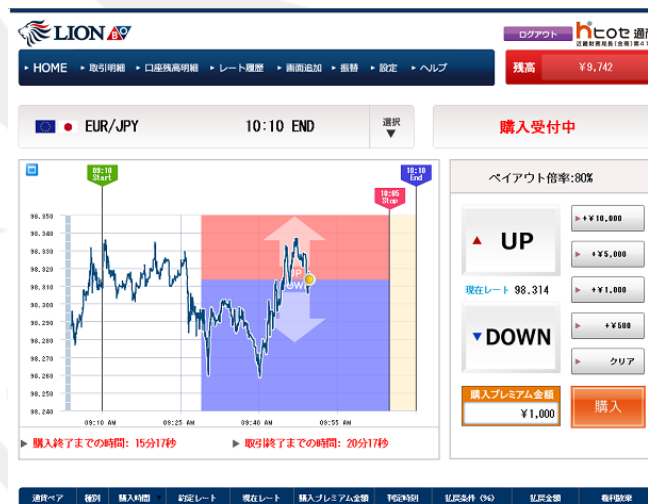 LION BO
ログアウト
hico七e 通
HOME 取引明細 口座残高明細 レート履歴 画面追加 振替 設定 ヘルプ
残高 ¥9,742
EUR/JPY 10:10 END 選択 ▼
購入受付中
ペイアウト倍率:80%
09:10 Start
10:10 End
10:05 Stop
98.350
98.340
98.330
98.320
98.310
98.300
98.290
98.280
98.270
98.260
98.250
98.240
UP
09:10 AM 09:25 AM 09:40 AM 09:55 AM
▲ UP
現在レート 98.314
▼DOWN
+¥10,000
+¥5,000
+¥1,000
+¥500
クリア
購入プレミアム金額
¥1,000
購入
購入終了までの時間: 15分17秒
取引終了までの時間: 20分17秒
通貨ペア 種別 購入時間 約定レート 現在レート 購入プレミアム金額 判定時刻 払戻条件 (%) 払戻金額 権利放棄